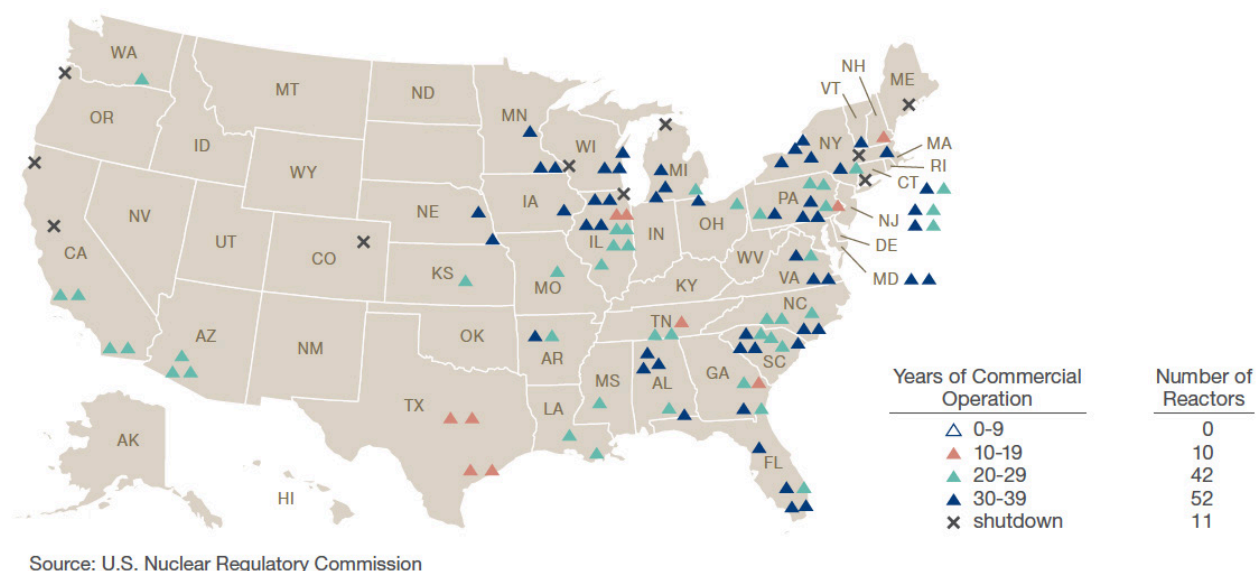 WA
MT
ND
MN
OR
ID
WY
NE
IA
WI
MI
NY
VT
NH
ME
MA
RI
CT
NJ
DE
MD
PA
OH
IN
IL
NV
UT
CO
KS
MO
KY
WV
VA
CA
AZ
NM
OK
AR
TN
NC
SC
MS
AL
GA
TX
LA
FL
AK
HI
Years of Commercial Operation Number of Reactors
0-9 0
10-19 10
20-29 42
30-39 52
shutdown 11
Source: U.S. Nuclear Regulatory Commission